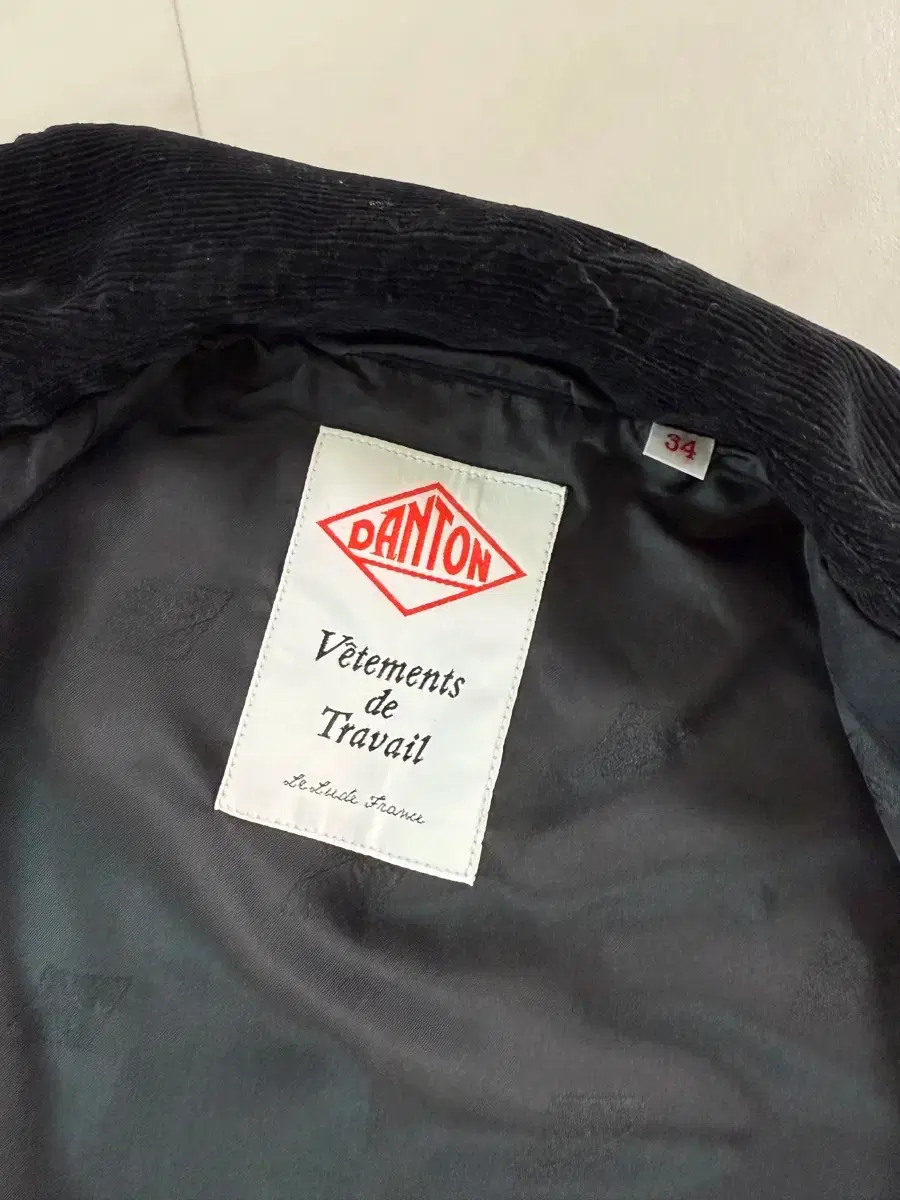 34
DANTON
Vêtements
de
Travail
Le Lude France